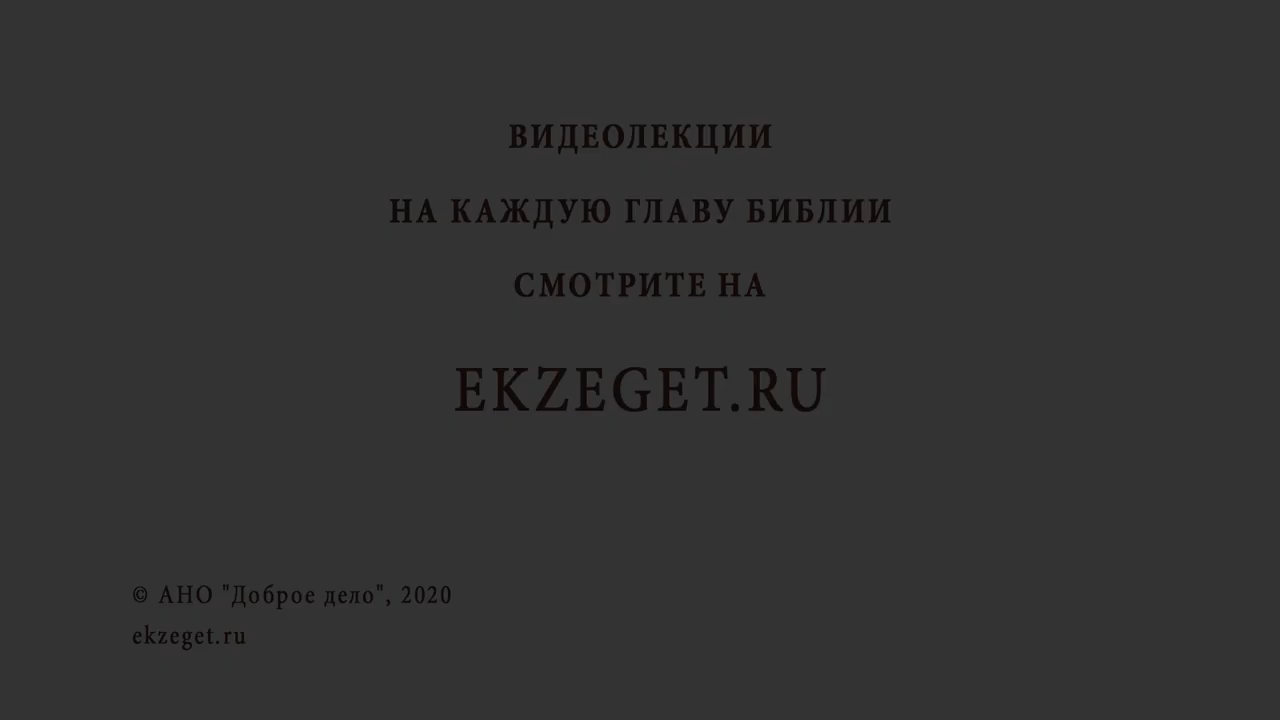 ВИДЕОЛЕКЦИИ
НА КАЖДУЮ ГЛАВУ БИБЛИИ
СМОТРИТЕ НА
EKZEGET.RU
© АНО "Доброе дело", 2020
ekzeget.ru